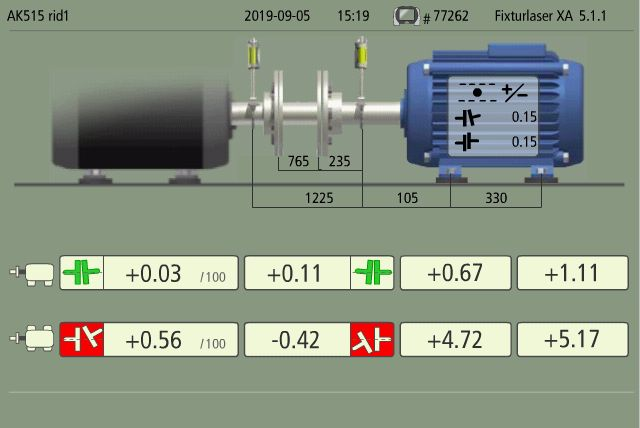 AK515 rid1 2019-09-05 15:19 # 77262 Fixturlaser XA 5.1.1
+/-
0.15
0.15
765 235
1225 105 330
+0.03 /100 +0.11 +0.67 +1.11
+0.56 /100 -0.42 +4.72 +5.17